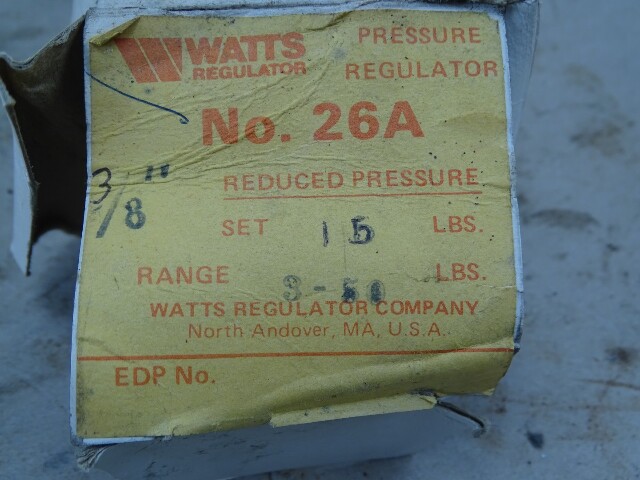 WATTS REGULATOR
PRESSURE REGULATOR
No. 26A
3/8"
REDUCED PRESSURE
SET 15 LBS.
RANGE 3-50 LBS.
WATTS REGULATOR COMPANY
North Andover, MA, U.S.A.
EDP No.